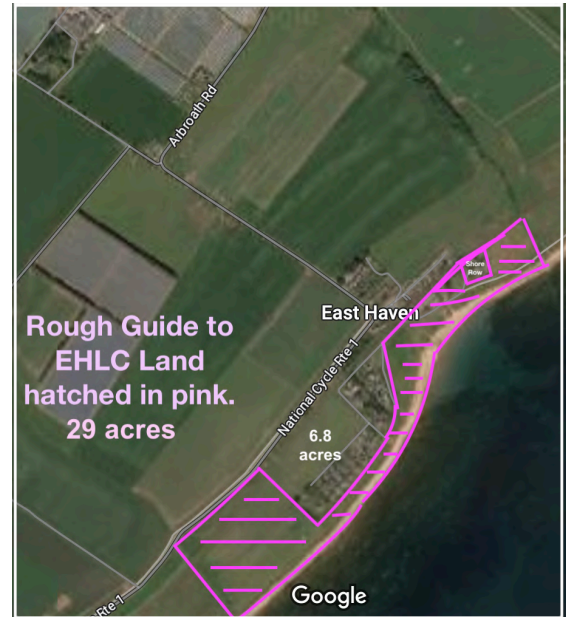 Arbroath Rd
Shore
Row
East Haven
Rough Guide to
EHLC Land
hatched in pink.
29 acres
National Cycle Rte 1
6.8
acres
Rte 1
Google